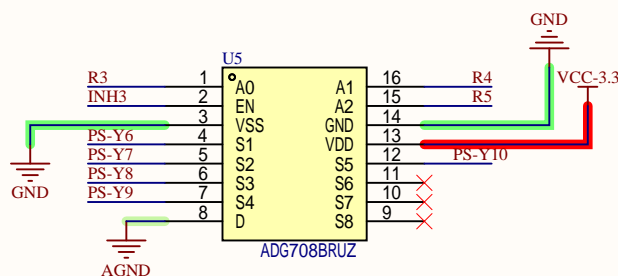 GND
U5
VCC-3.3
R3 1 A0 A1 16 R4
INH3 2 EN A2 15 R5
3 VSS GND 14
PS-Y6 4 S1 VDD 13
PS-Y7 5 S2 S5 12 PS-Y10
PS-Y8 6 S3 S6 11
PS-Y9 7 S4 S7 10
8 D S8 9
GND
AGND
ADG708BRUZ